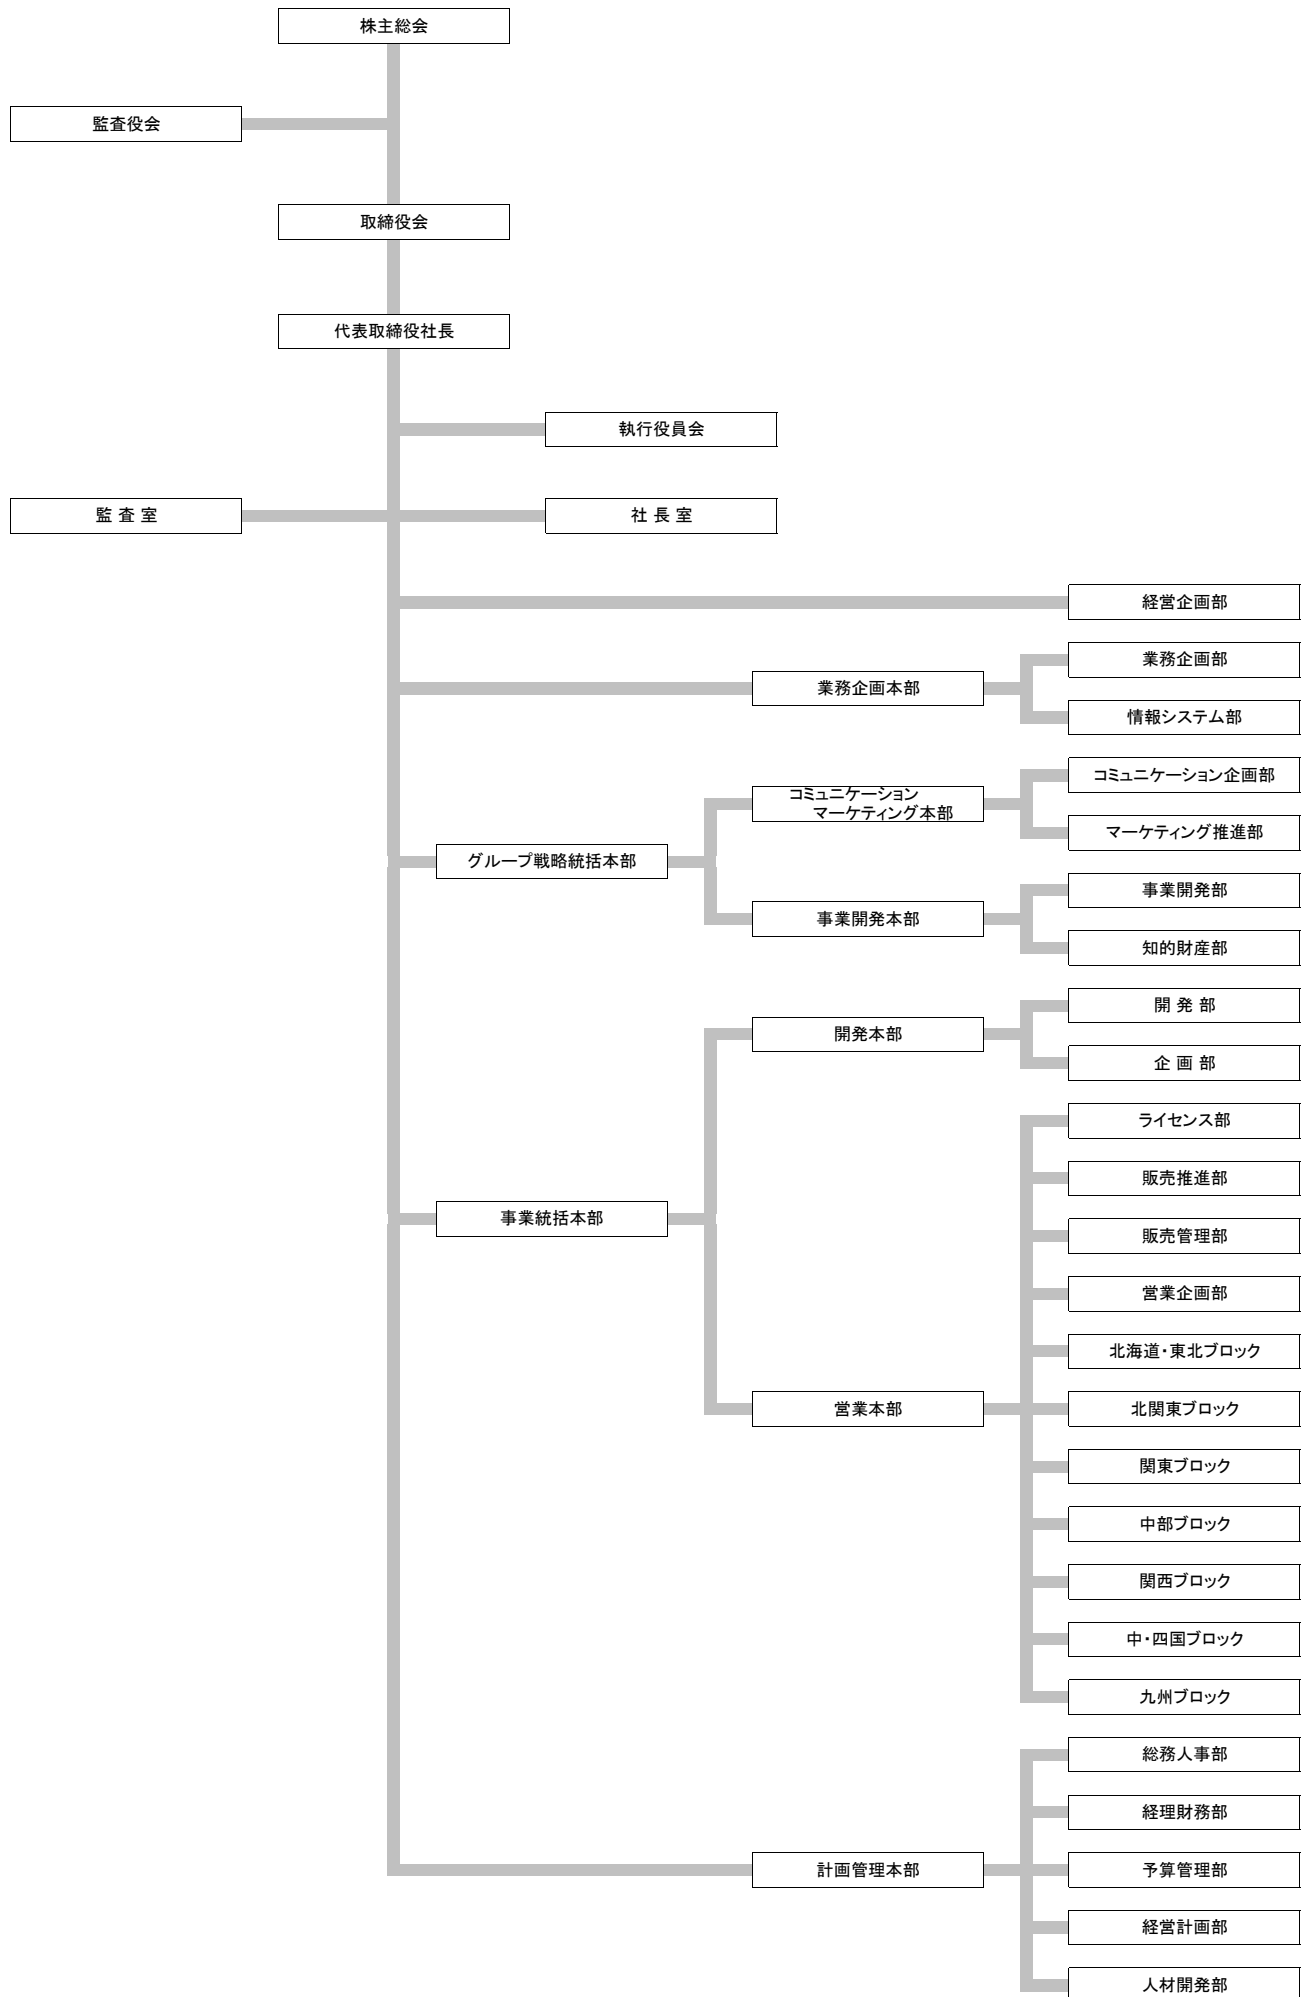 株主総会
監査役会
取締役会
代表取締役社長
執行役員会
監 査 室
社 長 室
経営企画部
業務企画部
業務企画本部
情報システム部
コミュニケーション企画部
コミュニケーション
マーケティング本部
マーケティング推進部
グループ戦略統括本部
事業開発部
事業開発本部
知的財産部
開 発 部
開発本部
企 画 部
ライセンス部
販売推進部
事業統括本部
販売管理部
営業企画部
北海道・東北ブロック
営業本部
北関東ブロック
関東ブロック
中部ブロック
関西ブロック
中・四国ブロック
九州ブロック
総務人事部
経理財務部
計画管理本部
予算管理部
経営計画部
人材開発部